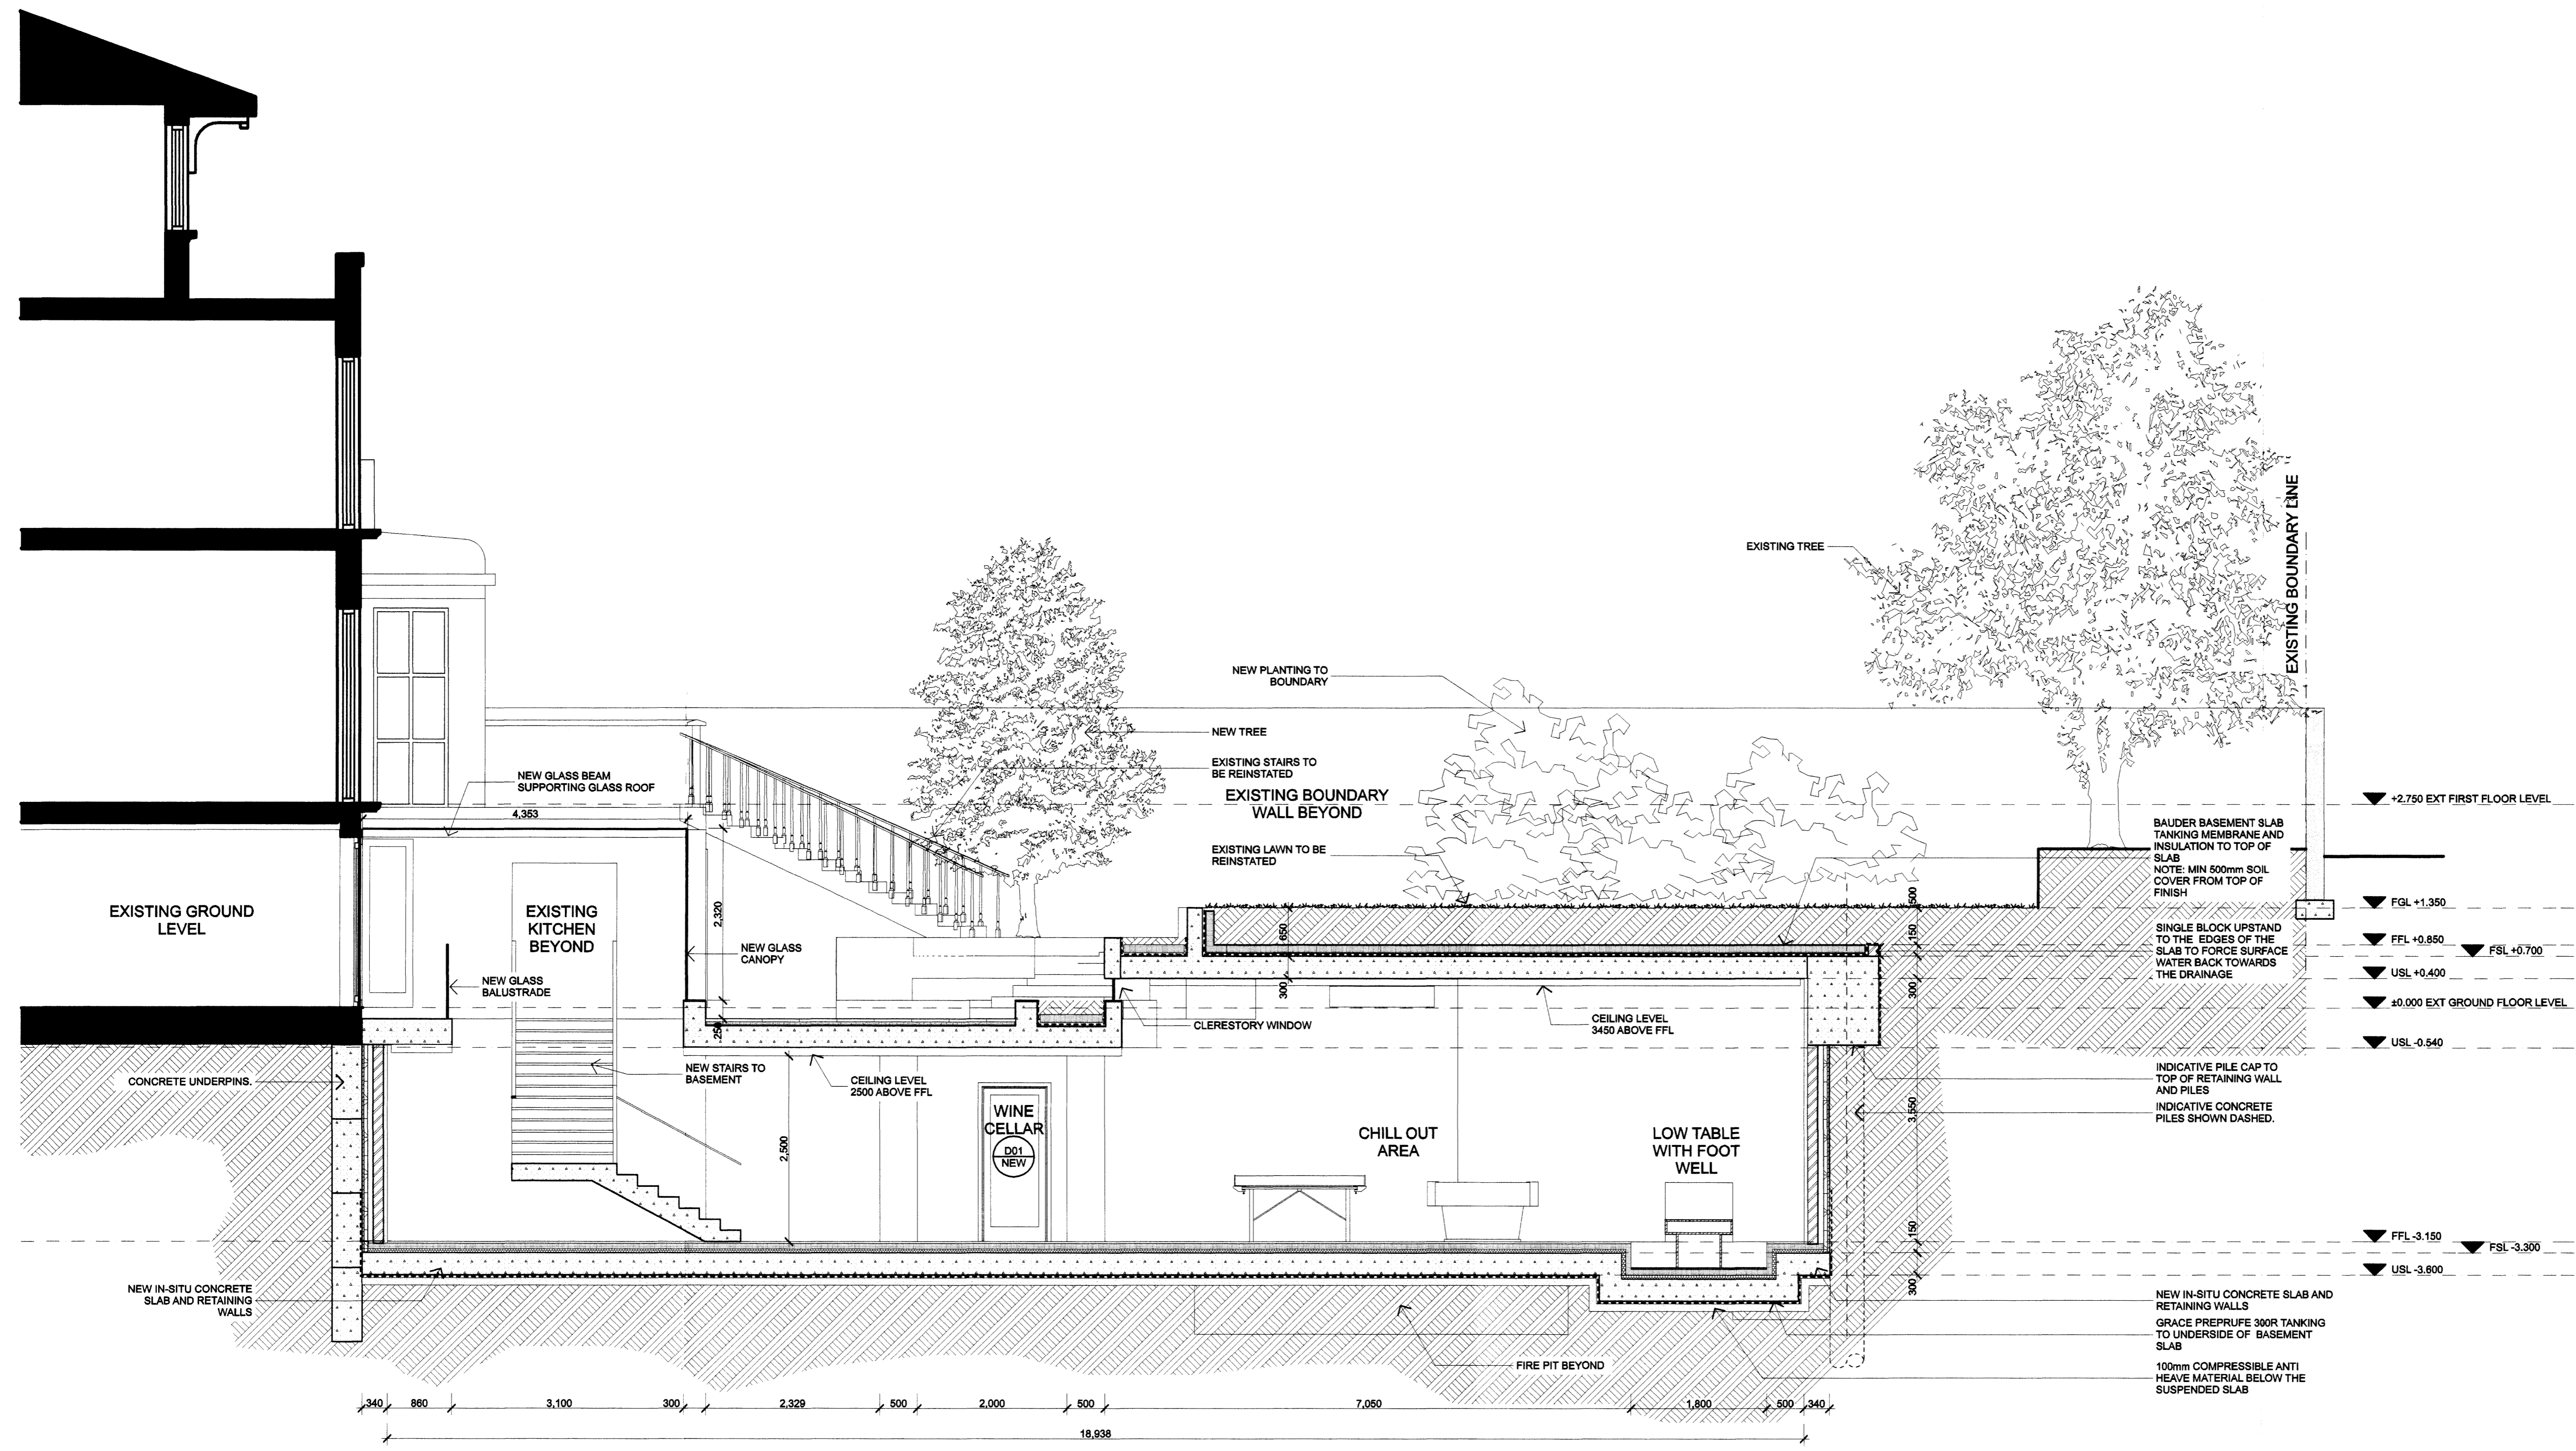 EXISTING BOUNDARY LINE
EXISTING TREE
NEW PLANTING TO
BOUNDARY
NEW TREE
EXISTING STAIRS TO
BE REINSTATED
EXISTING BOUNDARY
WALL BEYOND
EXISTING LAWN TO BE
REINSTATED
NEW GLASS BEAM
SUPPORTING GLASS ROOF
4,353
+2.750 EXT FIRST FLOOR LEVEL
BAUDER BASEMENT SLAB
TANKING MEMBRANE AND
INSULATION TO TOP OF
SLAB
NOTE: MIN 500mm SOIL
COVER FROM TOP OF
FINISH
EXISTING GROUND
LEVEL
EXISTING
KITCHEN
BEYOND
2,320
NEW GLASS
CANOPY
NEW GLASS
BALUSTRADE
650
300
500
150
300
FGL +1.350
FFL +0.850
FSL +0.700
USL +0.400
±0.000 EXT GROUND FLOOR LEVEL
USL -0.540
SINGLE BLOCK UPSTAND
TO THE EDGES OF THE
SLAB TO FORCE SURFACE
WATER BACK TOWARDS
THE DRAINAGE
CLERESTORY WINDOW
CEILING LEVEL
3450 ABOVE FFL
250
CONCRETE UNDERPINS.
NEW STAIRS TO
BASEMENT
CEILING LEVEL
2500 ABOVE FFL
2,500
WINE
CELLAR
D01
NEW
CHILL OUT
AREA
LOW TABLE
WITH FOOT
WELL
3,550
INDICATIVE PILE CAP TO
TOP OF RETAINING WALL
AND PILES
INDICATIVE CONCRETE
PILES SHOWN DASHED.
150
300
FFL -3.150
FSL -3.300
USL -3.600
NEW IN-SITU CONCRETE
SLAB AND RETAINING
WALLS
NEW IN-SITU CONCRETE SLAB AND
RETAINING WALLS
GRACE PREPRUFE 300R TANKING
TO UNDERSIDE OF BASEMENT
SLAB
100mm COMPRESSIBLE ANTI
HEAVE MATERIAL BELOW THE
SUSPENDED SLAB
FIRE PIT BEYOND
340 860 3,100 300 2,329 500 2,000 500 7,050 1,800 500 340
18,938